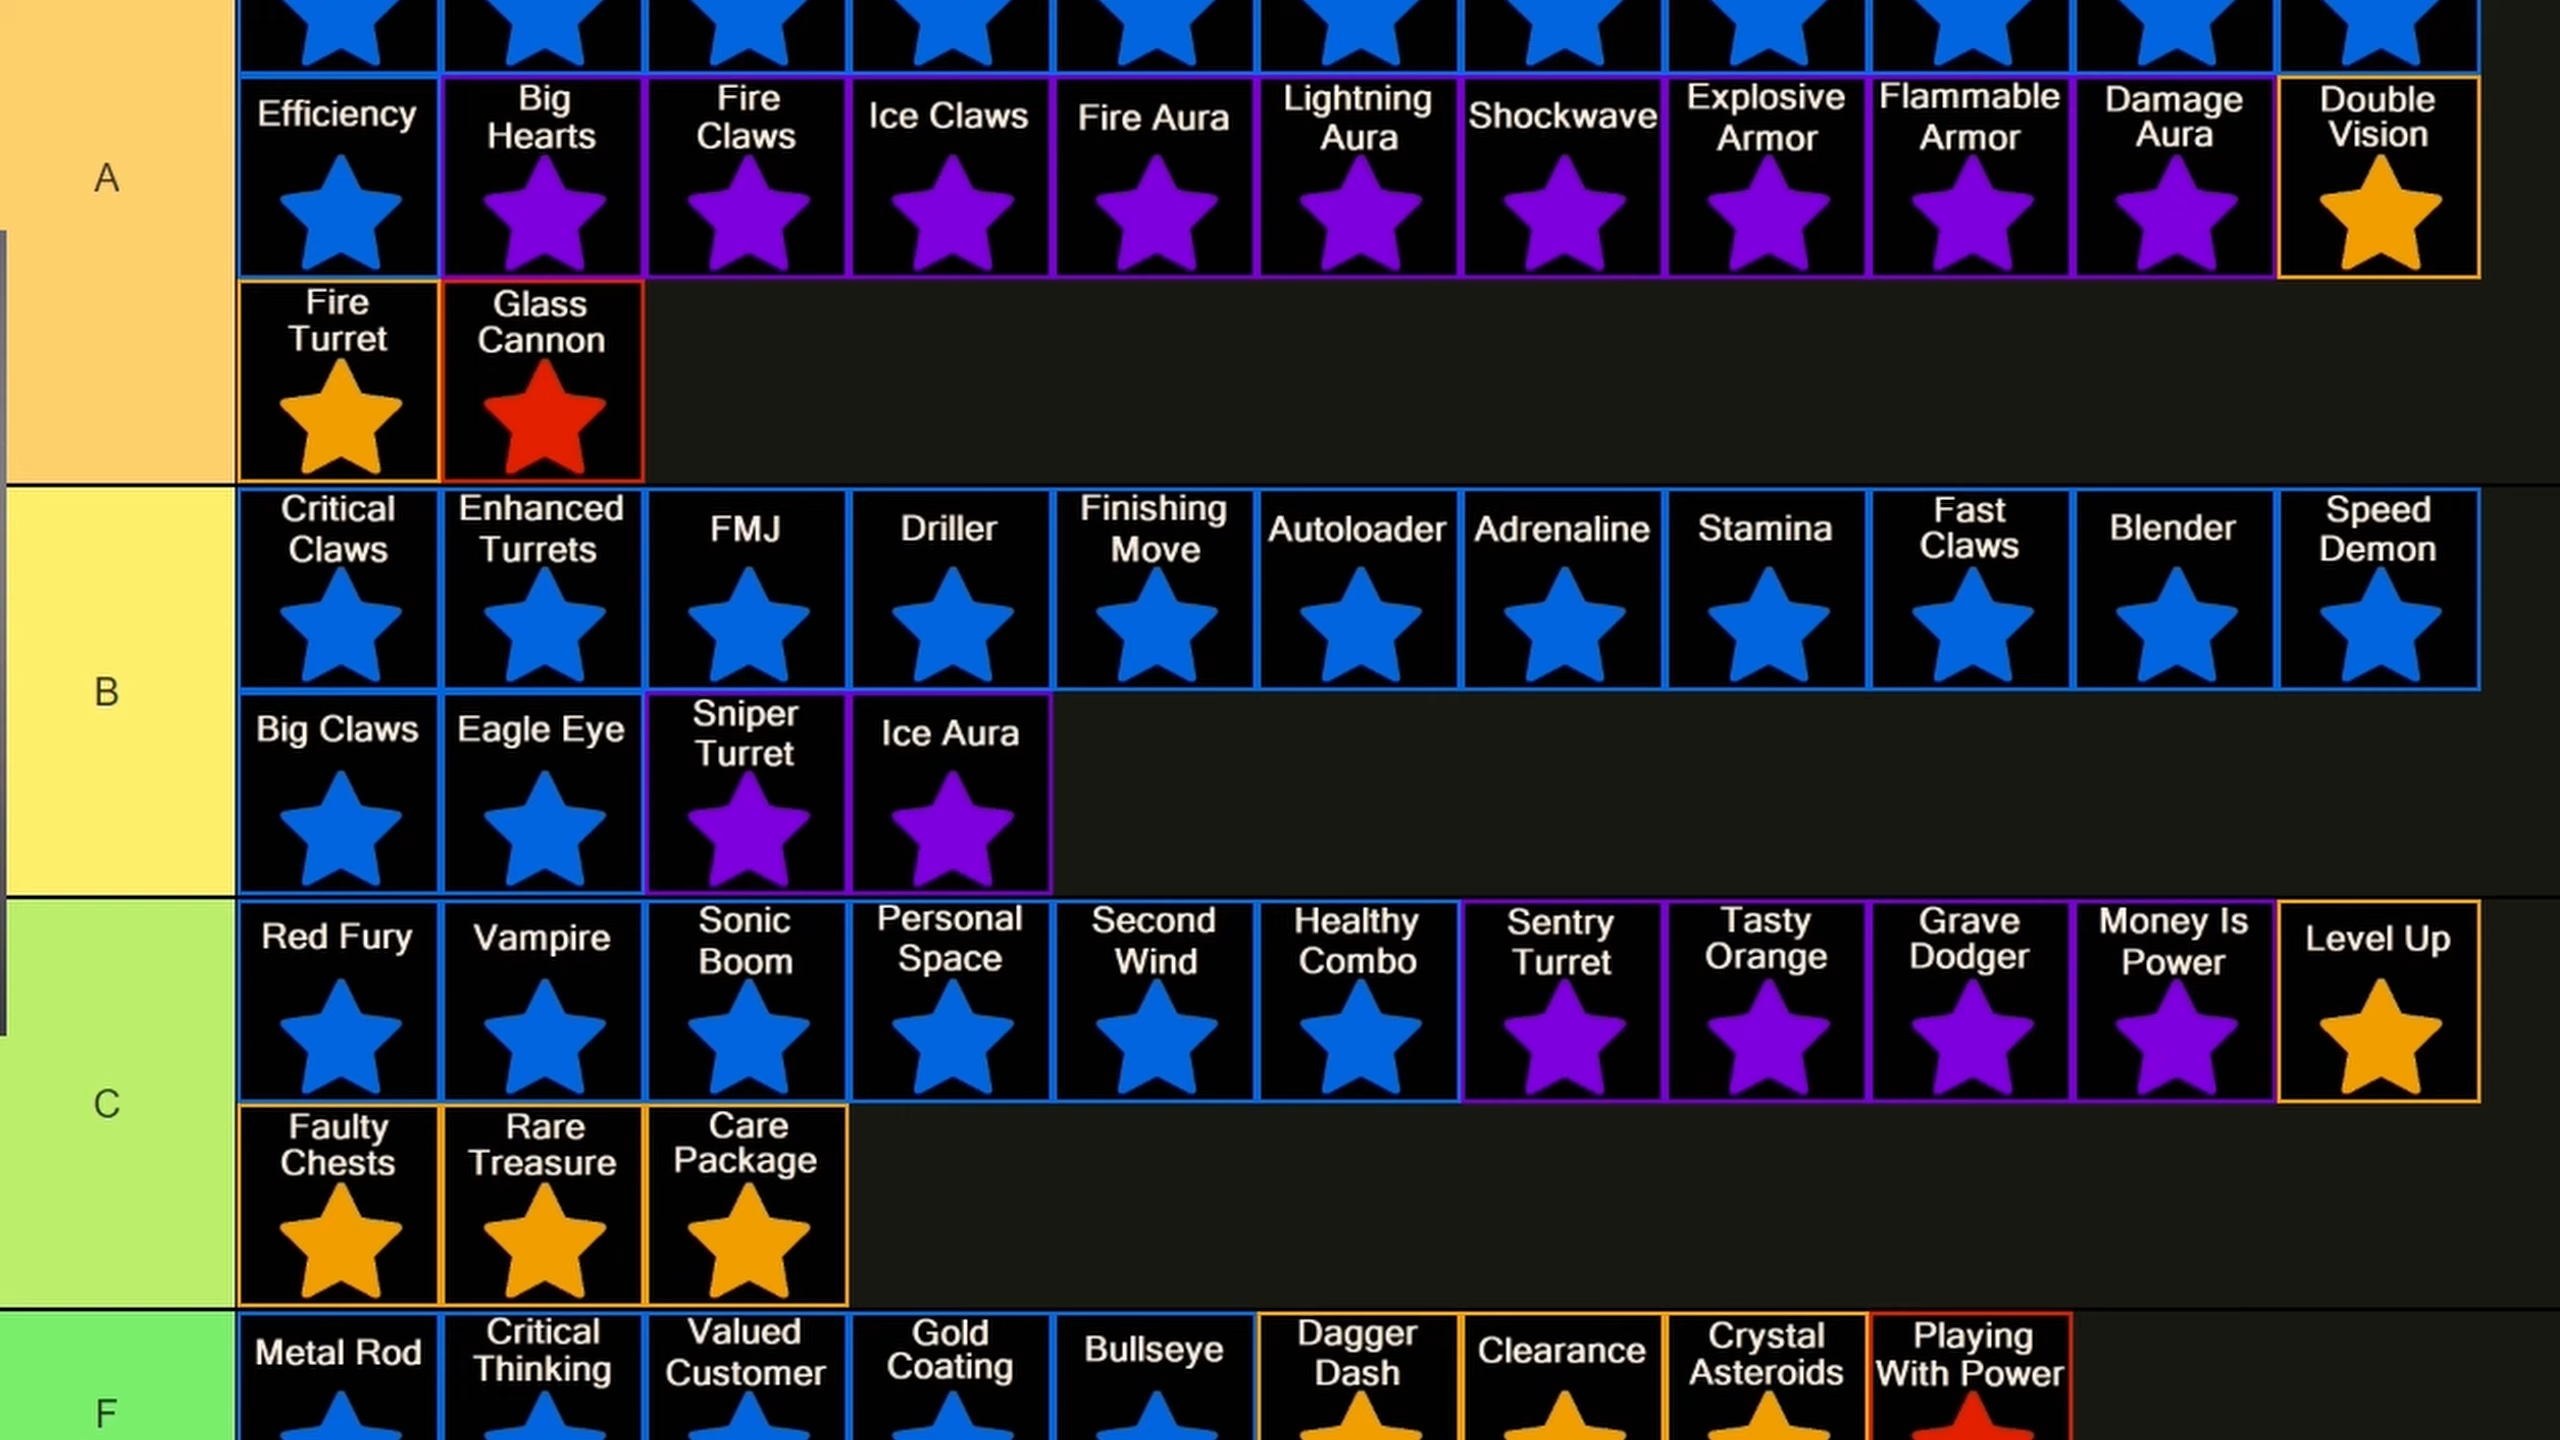 A
Efficiency
Big
Hearts
Fire
Claws
Ice Claws
Fire Aura
Lightning
Aura
Shockwave
Explosive
Armor
Flammable
Armor
Damage
Aura
Double
Vision
Fire
Turret
Glass
Cannon
B
Critical
Claws
Enhanced
Turrets
FMJ
Driller
Finishing
Move
Autoloader
Adrenaline
Stamina
Fast
Claws
Blender
Speed
Demon
Big Claws
Eagle Eye
Sniper
Turret
Ice Aura
C
Red Fury
Vampire
Sonic
Boom
Personal
Space
Second
Wind
Healthy
Combo
Sentry
Turret
Tasty
Orange
Grave
Dodger
Money Is
Power
Level Up
Faulty
Chests
Rare
Treasure
Care
Package
F
Metal Rod
Critical
Thinking
Valued
Customer
Gold
Coating
Bullseye
Dagger
Dash
Clearance
Crystal
Asteroids
Playing
With Power